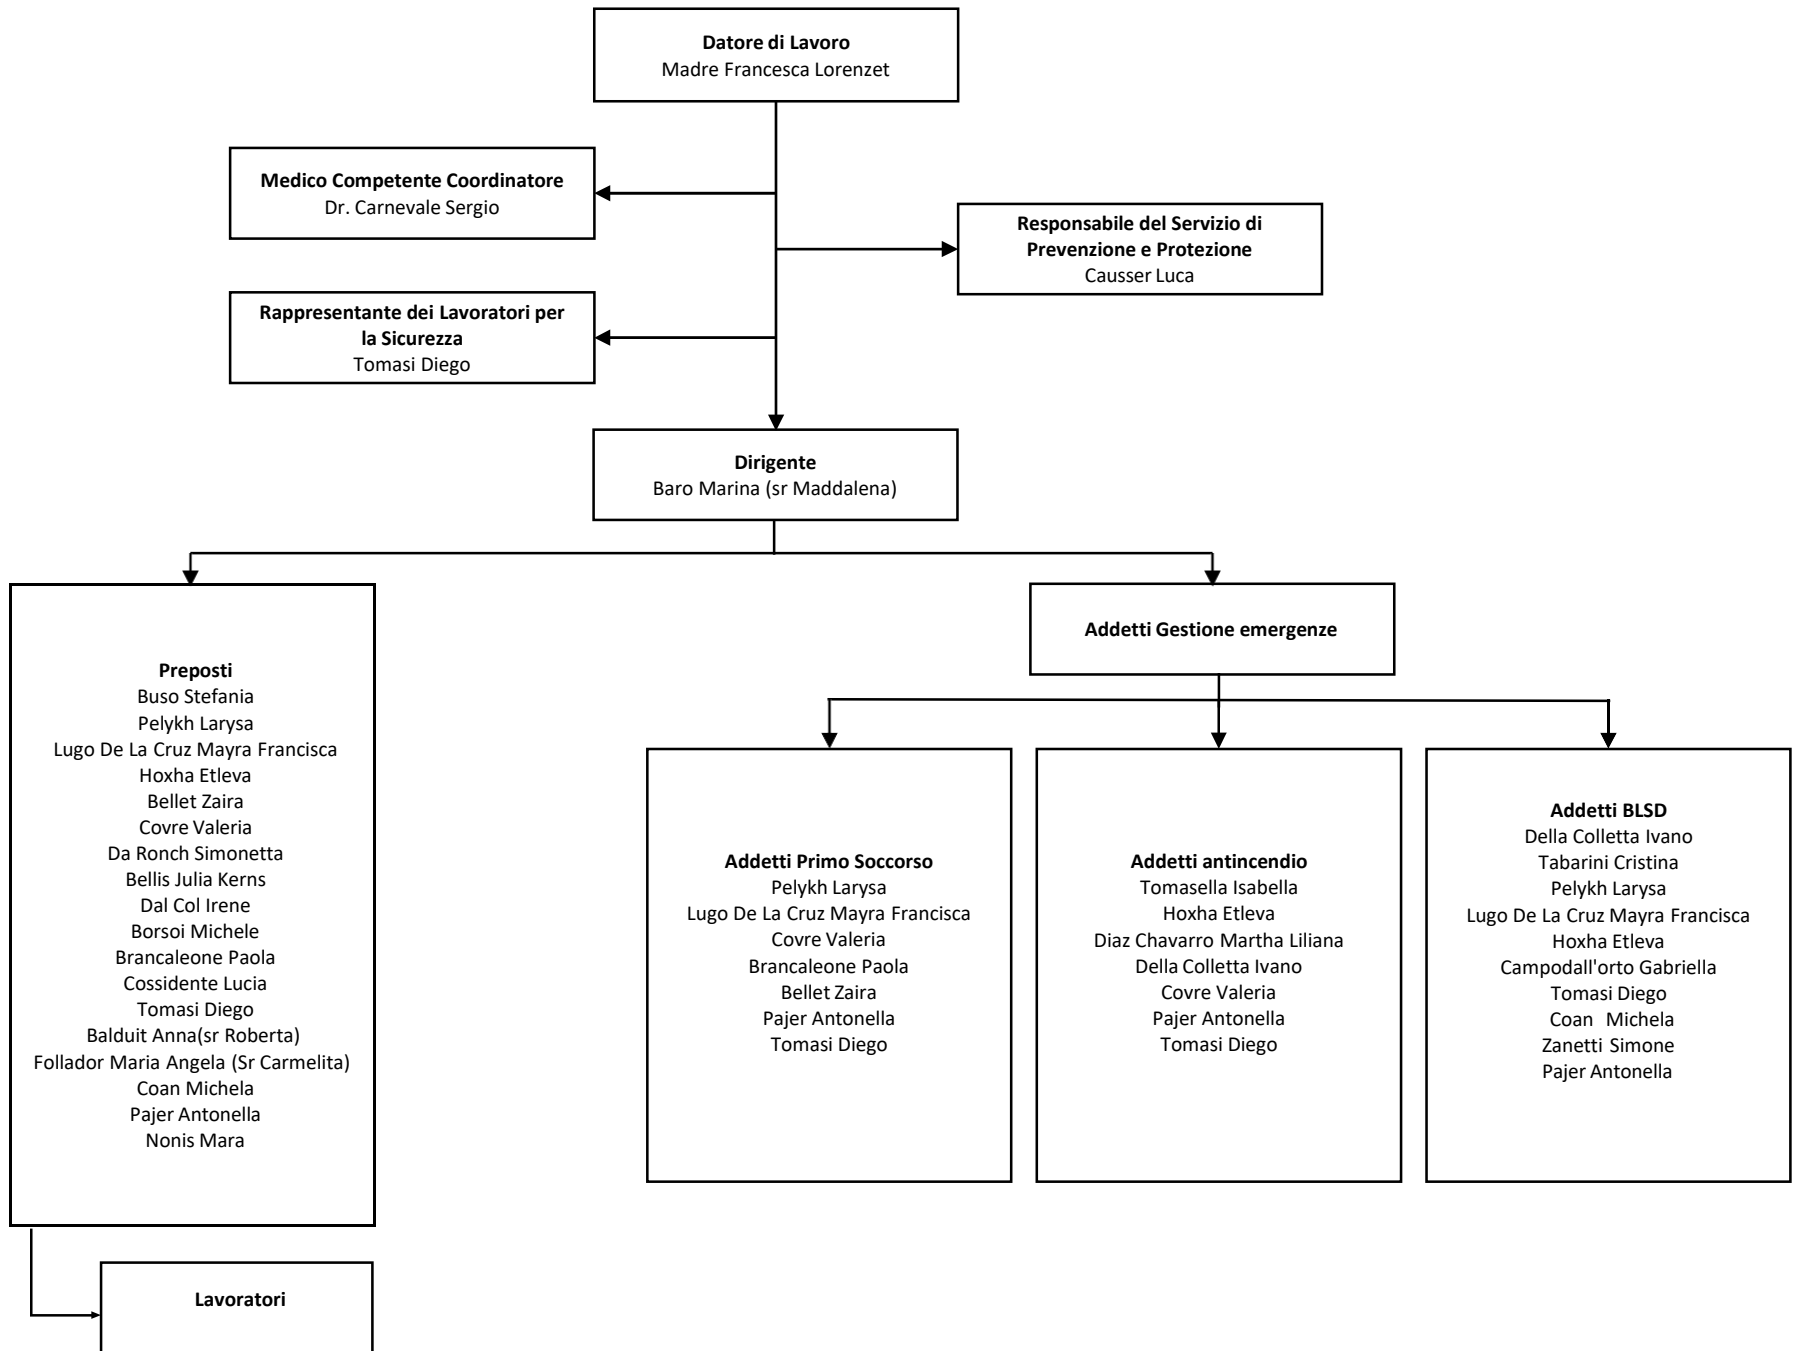 Datore di Lavoro
Madre Francesca Lorenzet
Medico Competente Coordinatore
Dr. Carnevale Sergio
Responsabile del Servizio di
Prevenzione e Protezione
Causser Luca
Rappresentante dei Lavoratori per
la Sicurezza
Tomasi Diego
Dirigente
Baro Marina (sr Maddalena)
Preposti
Buso Stefania
Pelykh Larysa
Lugo De La Cruz Mayra Francisca
Hoxha Etleva
Bellet Zaira
Covre Valeria
Da Ronch Simonetta
Bellis Julia Kerns
Dal Col Irene
Borsoi Michele
Brancaleone Paola
Cossidente Lucia
Tomasi Diego
Balduit Anna(sr Roberta)
Follador Maria Angela (Sr Carmelita)
Coan Michela
Pajer Antonella
Nonis Mara
Lavoratori
Addetti Gestione emergenze
Addetti Primo Soccorso
Pelykh Larysa
Lugo De La Cruz Mayra Francisca
Covre Valeria
Brancaleone Paola
Bellet Zaira
Pajer Antonella
Tomasi Diego
Addetti antincendio
Tomasella Isabella
Hoxha Etleva
Diaz Chavarro Martha Liliana
Della Colletta Ivano
Covre Valeria
Pajer Antonella
Tomasi Diego
Addetti BLSD
Della Colletta Ivano
Tabarini Cristina
Pelykh Larysa
Lugo De La Cruz Mayra Francisca
Hoxha Etleva
Campodall'orto Gabriella
Tomasi Diego
Coan Michela
Zanetti Simone
Pajer Antonella